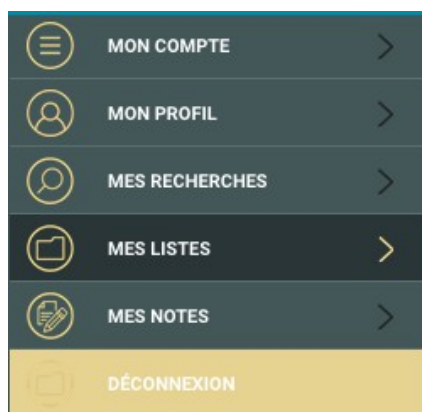 MON COMPTE
MON PROFIL
MES RECHERCHES
MES LISTES
MES NOTES
DÉCONNEXION